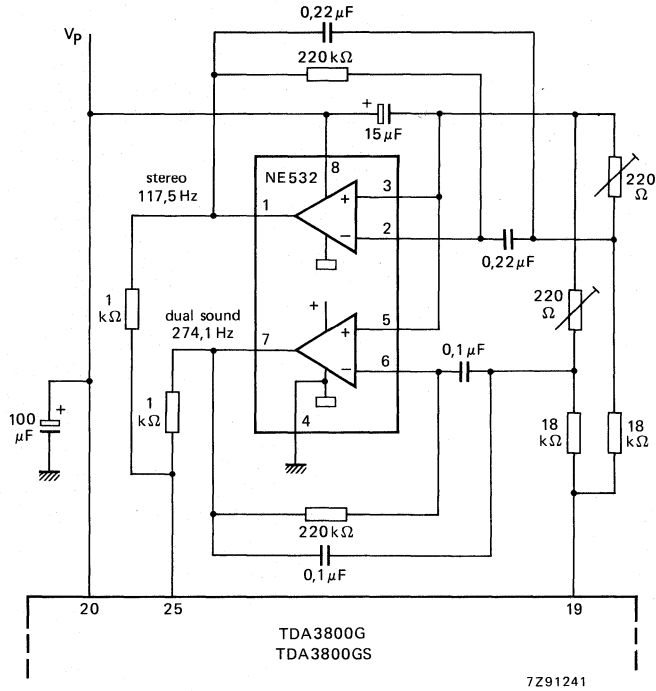 0,22 μF
VP
220 kΩ
+
15 μF
8
stereo
117,5 Hz
NE532
3
220
Ω
1
+
2
−
0,22 μF
1
kΩ
dual sound
274,1 Hz
+
220
Ω
7
5
+
0,1 μF
6
−
100
μF
+
1
kΩ
4
18
kΩ
18
kΩ
220 kΩ
0,1 μF
20
25
19
TDA3800G
TDA3800GS
7Z91241